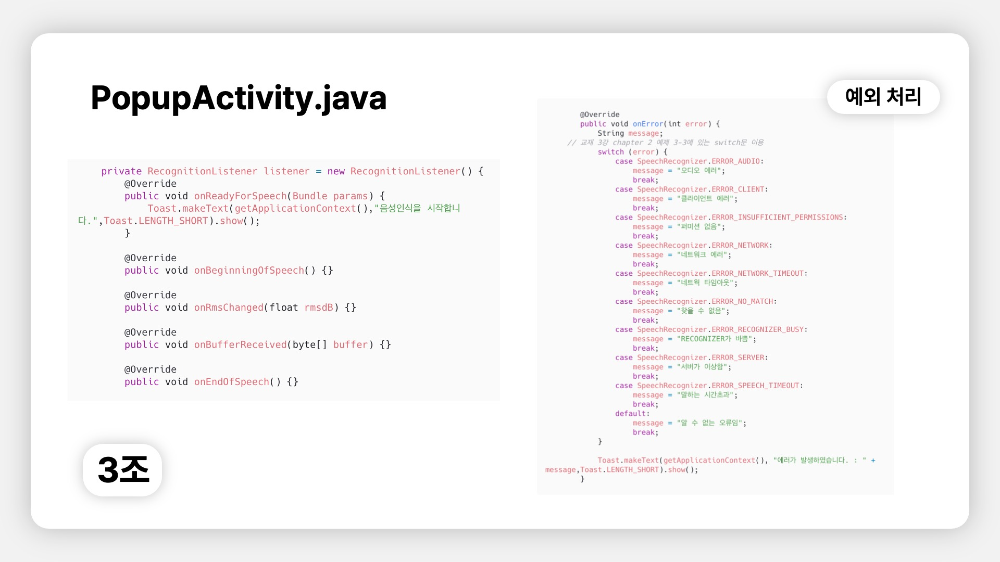 PopupActivity.java
private RecognitionListener listener = new RecognitionListener() {
@Override
public void onReadyForSpeech(Bundle params) {
Toast.makeText(getApplicationContext(),"음성인식을 시작합니
다.",Toast.LENGTH_SHORT).show();
}
@Override
public void onBeginningOfSpeech() {}
@Override
public void onRmsChanged(float rmsdB) {}
@Override
public void onBufferReceived(byte[] buffer) {}
@Override
public void onEndOfSpeech() {}
3조
예외 처리
@Override
public void onError(int error) {
String message;
// 교재 3강 chapter 2 예제 3-3에 있는 switch문 이용
switch (error) {
case SpeechRecognizer.ERROR_AUDIO:
message = "오디오 에러";
break;
case SpeechRecognizer.ERROR_CLIENT:
message = "클라이언트 에러";
break;
case SpeechRecognizer.ERROR_INSUFFICIENT_PERMISSIONS:
message = "퍼미션 없음";
break;
case SpeechRecognizer.ERROR_NETWORK:
message = "네트워크 에러";
break;
case SpeechRecognizer.ERROR_NETWORK_TIMEOUT:
message = "네트웍 타임아웃";
break;
case SpeechRecognizer.ERROR_NO_MATCH:
message = "찾을 수 없음";
break;
case SpeechRecognizer.ERROR_RECOGNIZER_BUSY:
message = "RECOGNIZER가 바쁨";
break;
case SpeechRecognizer.ERROR_SERVER:
message = "서버가 이상함";
break;
case SpeechRecognizer.ERROR_SPEECH_TIMEOUT:
message = "말하는 시간초과";
break;
default:
message = "알 수 없는 오류임";
break;
}
Toast.makeText(getApplicationContext(), "에러가 발생하였습니다. : " +
message,Toast.LENGTH_SHORT).show();
}